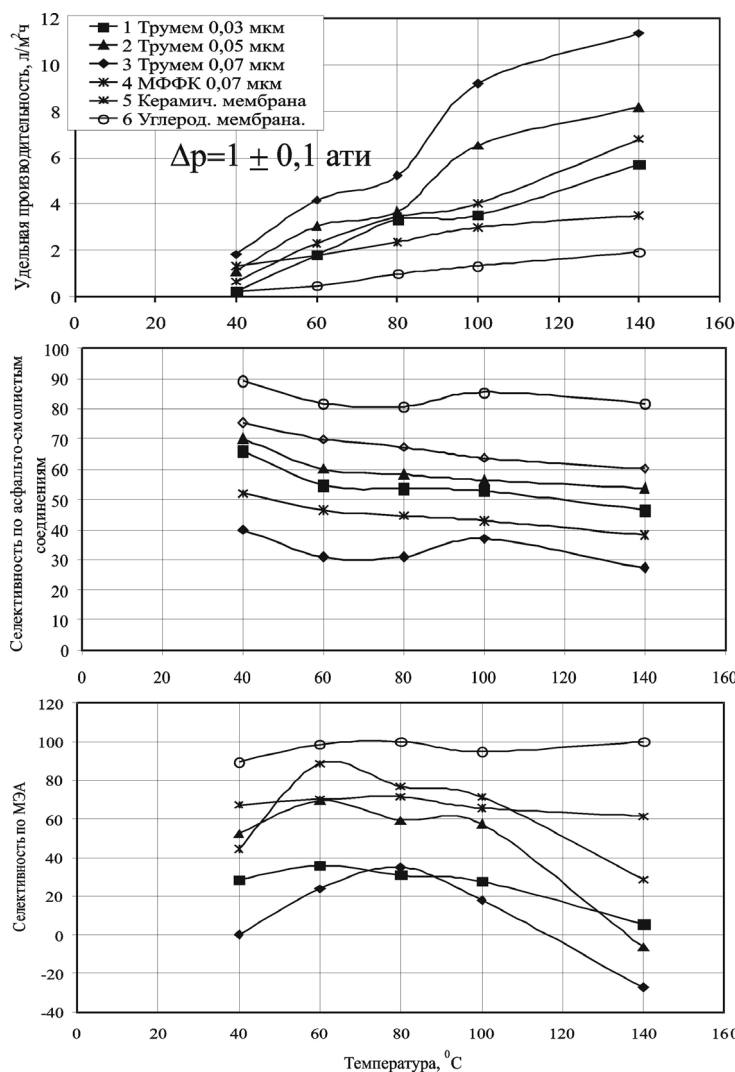 Удельная производительность, л/м²ч
12
10
8
6
4
2
0
1 Трумем 0,03 мкм
2 Трумем 0,05 мкм
3 Трумем 0,07 мкм
4 МФФК 0,07 мкм
5 Керамич. мембрана
6 Углерод. мембрана.
Δp=1 ± 0,1 ати
0 20 40 60 80 100 120 140 160
Селективность по асфальто-смолистым
соединениям
100
90
80
70
60
50
40
30
20
10
0
0 20 40 60 80 100 120 140 160
Селективность по МЭА
120
100
80
60
40
20
0
-20
-40
0 20 40 60 80 100 120 140 160
Температура, ⁰С